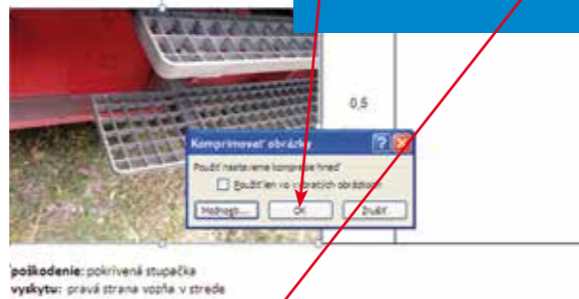 0,5
Komprimovať obrázky
Použiť nastavenie kompresie hneď
Použiť len vo vybratých obrázkoch
Možnosti... OK Zrušiť
poškodenie: pokrivená stupačka
výskytu: pravá strana vozňa v strede